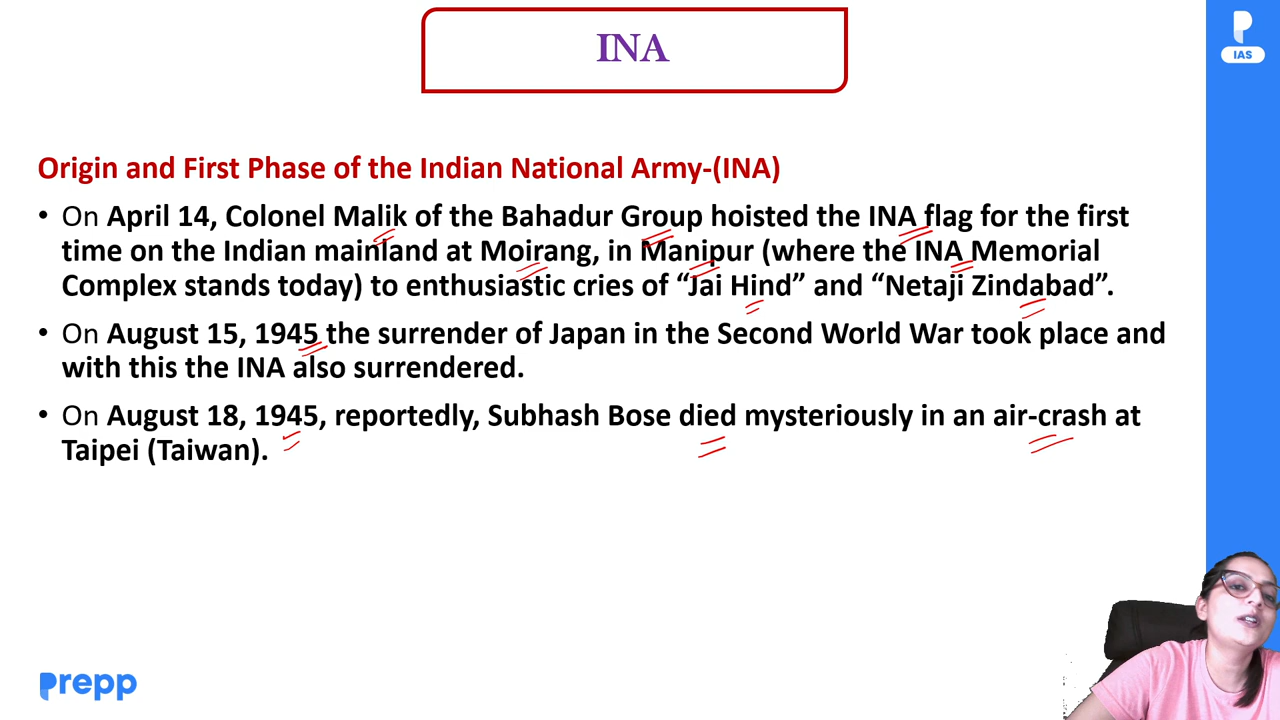 INA
IAS
Origin and First Phase of the Indian National Army-(INA)
• On April 14, Colonel Malik of the Bahadur Group hoisted the INA flag for the first
time on the Indian mainland at Moirang, in Manipur (where the INA Memorial
Complex stands today) to enthusiastic cries of “Jai Hind” and “Netaji Zindabad”.
• On August 15, 1945 the surrender of Japan in the Second World War took place and
with this the INA also surrendered.
• On August 18, 1945, reportedly, Subhash Bose died mysteriously in an air-crash at
Taipei (Taiwan).
prepp